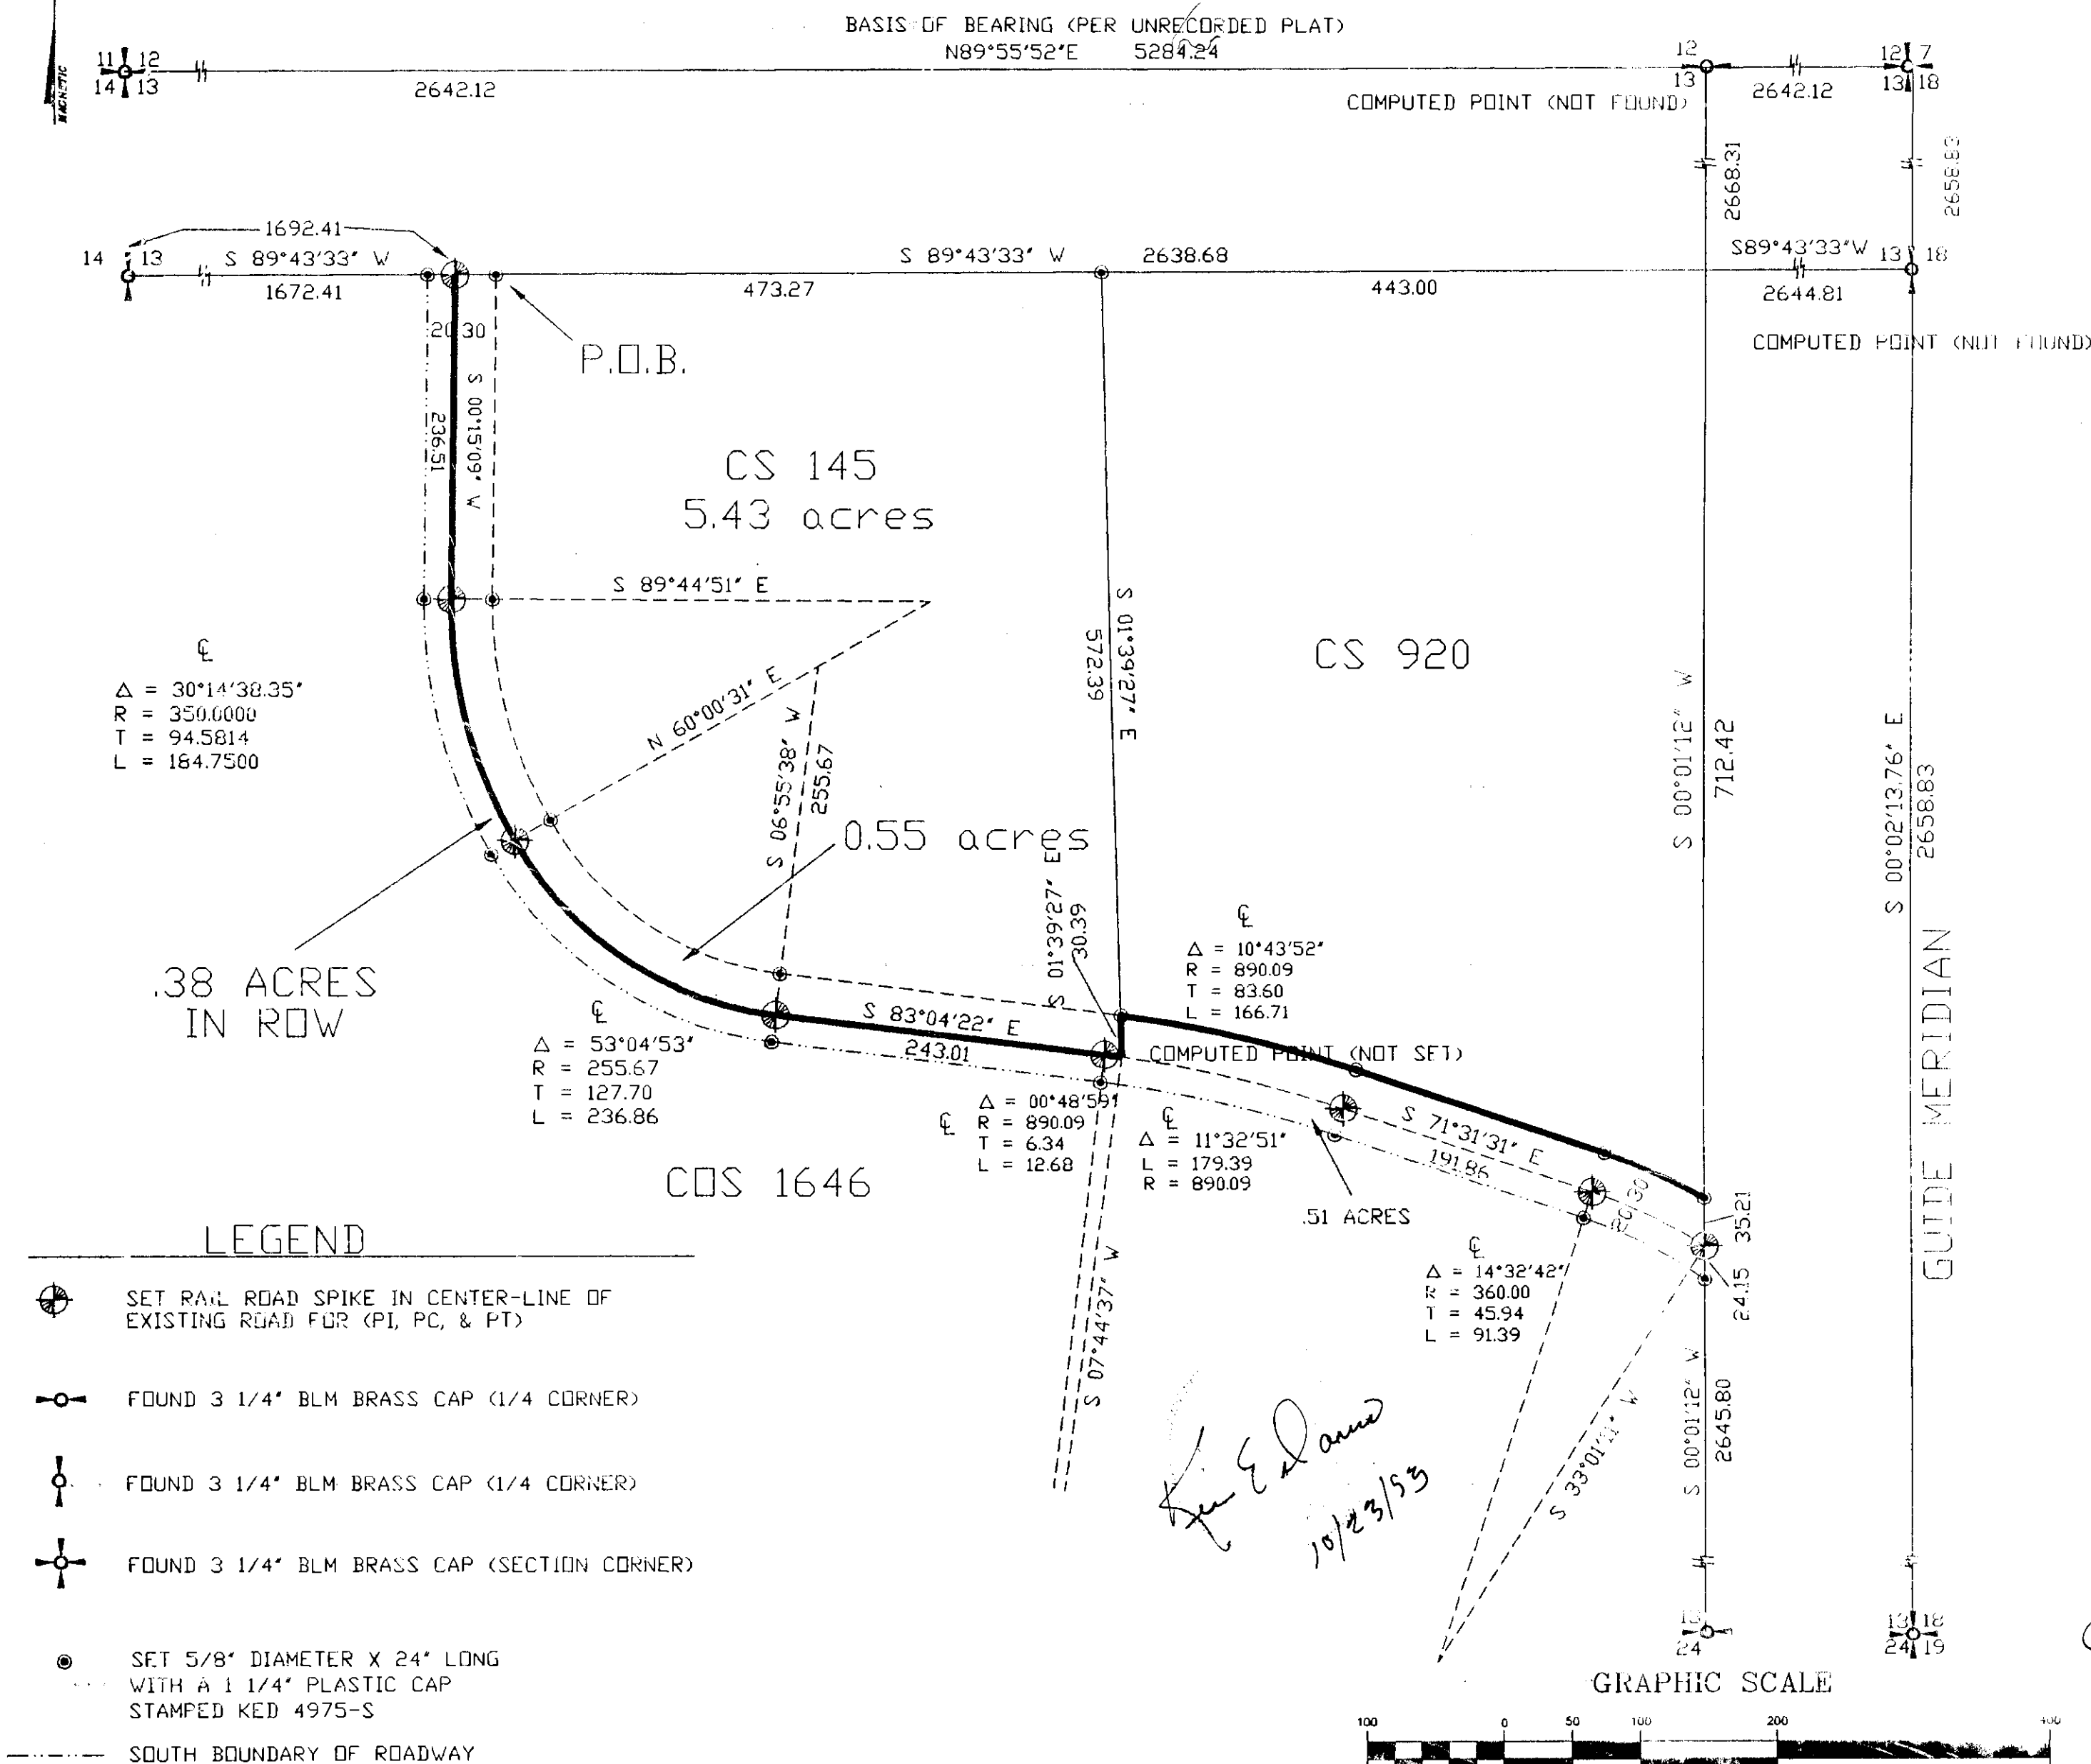 BASIS OF BEARING (PER UNRECORDED PLAT)
N89°55'52"E 5284.24
MAGNETIC
11 12
14 13
2642.12
12
13
COMPUTED POINT (NOT FOUND)
2642.12
12 7
13 18
2668.31
2658.83
1692.41
14 13
S 89°43'33" W
1672.41
S 89°43'33" W 2638.68
473.27
443.00
S89°43'33"W
2644.81
13 18
COMPUTED POINT (NOT FOUND)
20 30
P.O.B.
236.51
S 00°15'09" W
CS 145
5.43 acres
S 89°44'51" E
S 01°39'27" E
572.39
CS 920
℄
Δ = 30°14'38.35"
R = 350.0000
T = 94.5814
L = 184.7500
N 60°00'31" E
S 06°55'38" W
255.67
S 00°01'12" W
712.42
S 00°02'13.76" E
2658.83
0.55 acres
S 01°39'27" E
30.39
℄
Δ = 10°43'52"
R = 890.09
T = 83.60
L = 166.71
.38 ACRES
IN ROW
℄
Δ = 53°04'53"
R = 255.67
T = 127.70
L = 236.86
S 83°04'22" E
243.01
COMPUTED POINT (NOT SET)
℄
Δ = 00°48'59"
R = 890.09
T = 6.34
L = 12.68
℄
Δ = 11°32'51"
L = 179.39
R = 890.09
S 71°31'31" E
191.86
20 30
.51 ACRES
35.21
24.15
℄
Δ = 14°32'42"
R = 360.00
T = 45.94
L = 91.39
GUIDE MERIDIAN
COS 1646
S 07°44'37" W
S 33°01'11" W
S 00°01'12" W
2645.80
10/23/93
LEGEND
SET RAIL ROAD SPIKE IN CENTER-LINE OF
EXISTING ROAD FOR (PI, PC, & PT)
FOUND 3 1/4" BLM BRASS CAP (1/4 CORNER)
FOUND 3 1/4" BLM BRASS CAP (1/4 CORNER)
FOUND 3 1/4" BLM BRASS CAP (SECTION CORNER)
SET 5/8" DIAMETER X 24" LONG
WITH A 1 1/4" PLASTIC CAP
STAMPED KED 4975-S
SOUTH BOUNDARY OF ROADWAY
13
24
13 18
24 19
GRAPHIC SCALE
100 0 50 100 200 400